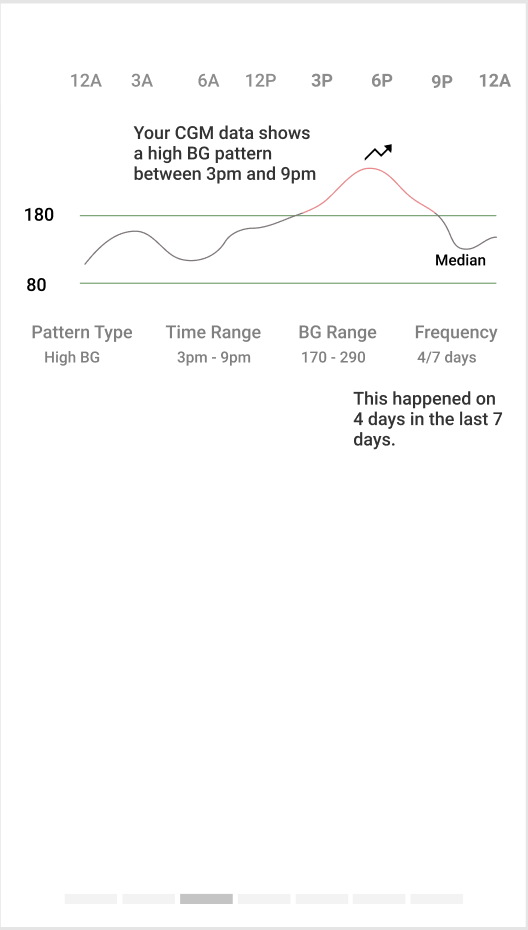 12A 3A 6A 12P 3P 6P 9P 12A
Your CGM data shows
a high BG pattern
between 3pm and 9pm
180
Median
80
Pattern Type Time Range BG Range Frequency
High BG 3pm - 9pm 170 - 290 4/7 days
This happened on
4 days in the last 7
days.